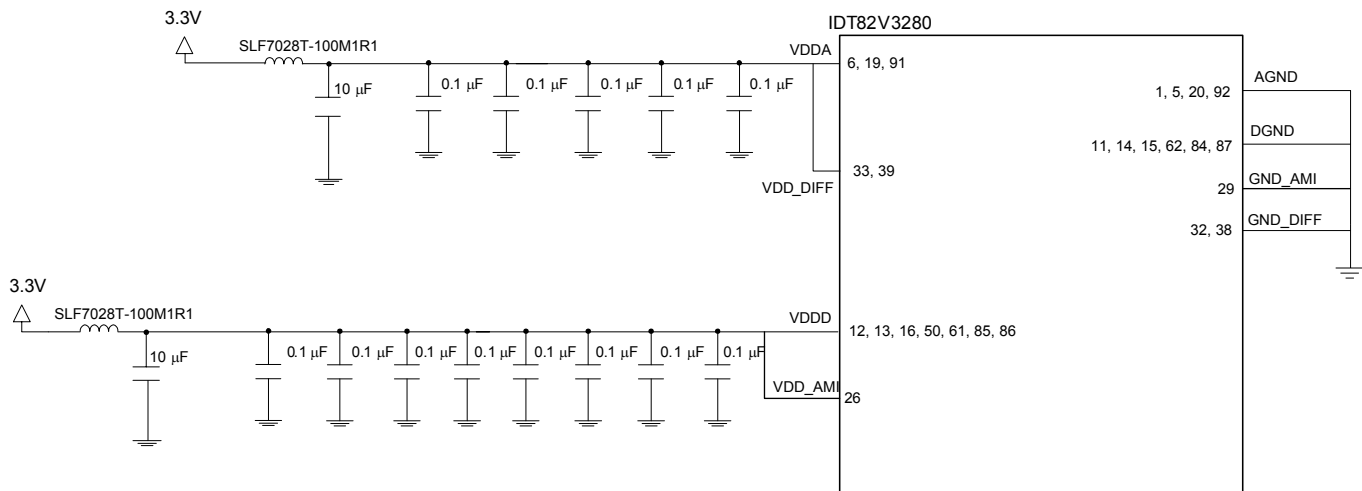 3.3V
IDT82V3280
SLF7028T-100M1R1
VDDA
6, 19, 91
10 μF
0.1 μF
0.1 μF
0.1 μF
0.1 μF
0.1 μF
AGND
1, 5, 20, 92
DGND
11, 14, 15, 62, 84, 87
33, 39
VDD_DIFF
GND_AMI
29
GND_DIFF
32, 38
3.3V
SLF7028T-100M1R1
VDDD
12, 13, 16, 50, 61, 85, 86
10 μF
0.1 μF
0.1 μF
0.1 μF
0.1 μF
0.1 μF
0.1 μF
0.1 μF
0.1 μF
VDD_AMI
26